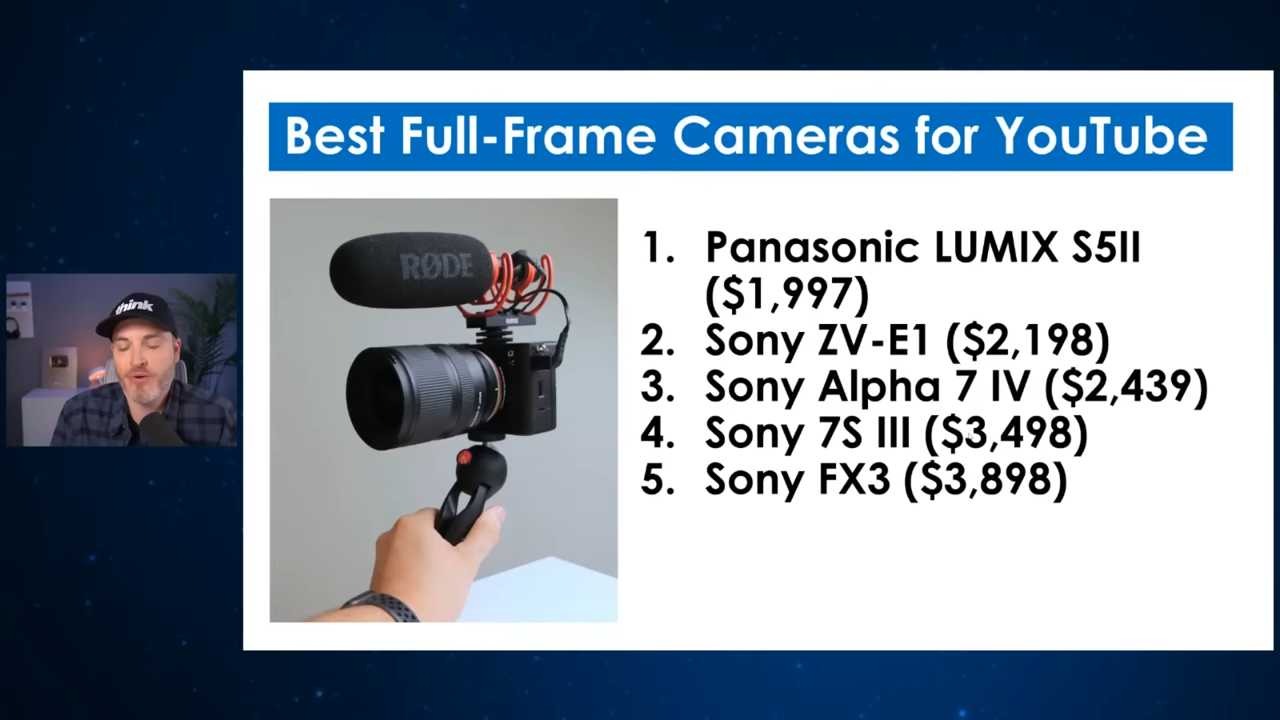 Best Full-Frame Cameras for YouTube
RØDE
think
1. Panasonic LUMIX S5II
($1,997)
2. Sony ZV-E1 ($2,198)
3. Sony Alpha 7 IV ($2,439)
4. Sony 7S III ($3,498)
5. Sony FX3 ($3,898)